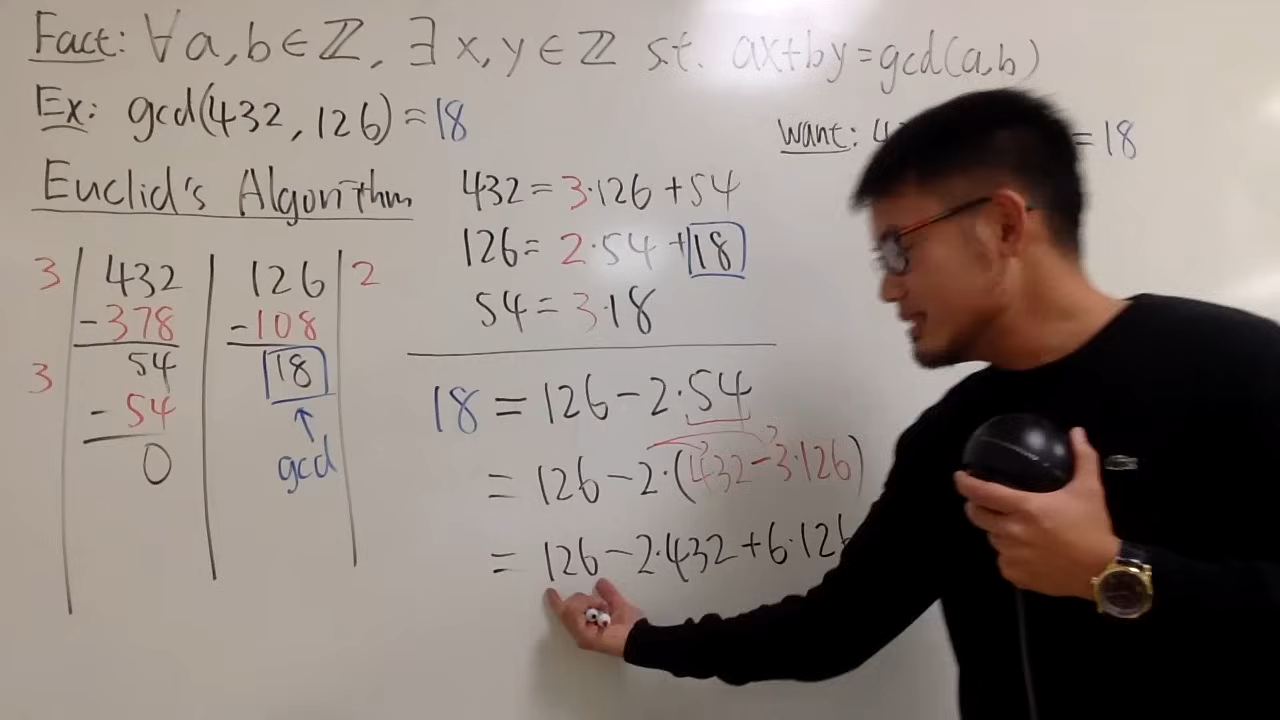 Fact: ∀a,b∈ℤ, ∃x,y∈ℤ s.t. ax+by=gcd(a,b)
Ex: gcd(432,126)=18
Want: 4 =18
Euclid's Algorithm
432=3·126+54
126=2·54+18
54=3·18
3 432 126 2
-378 -108
3 54 18
-54
0 gcd
18=126-2·54
=126-2·(432-3·126)
=126-2·432+6·126